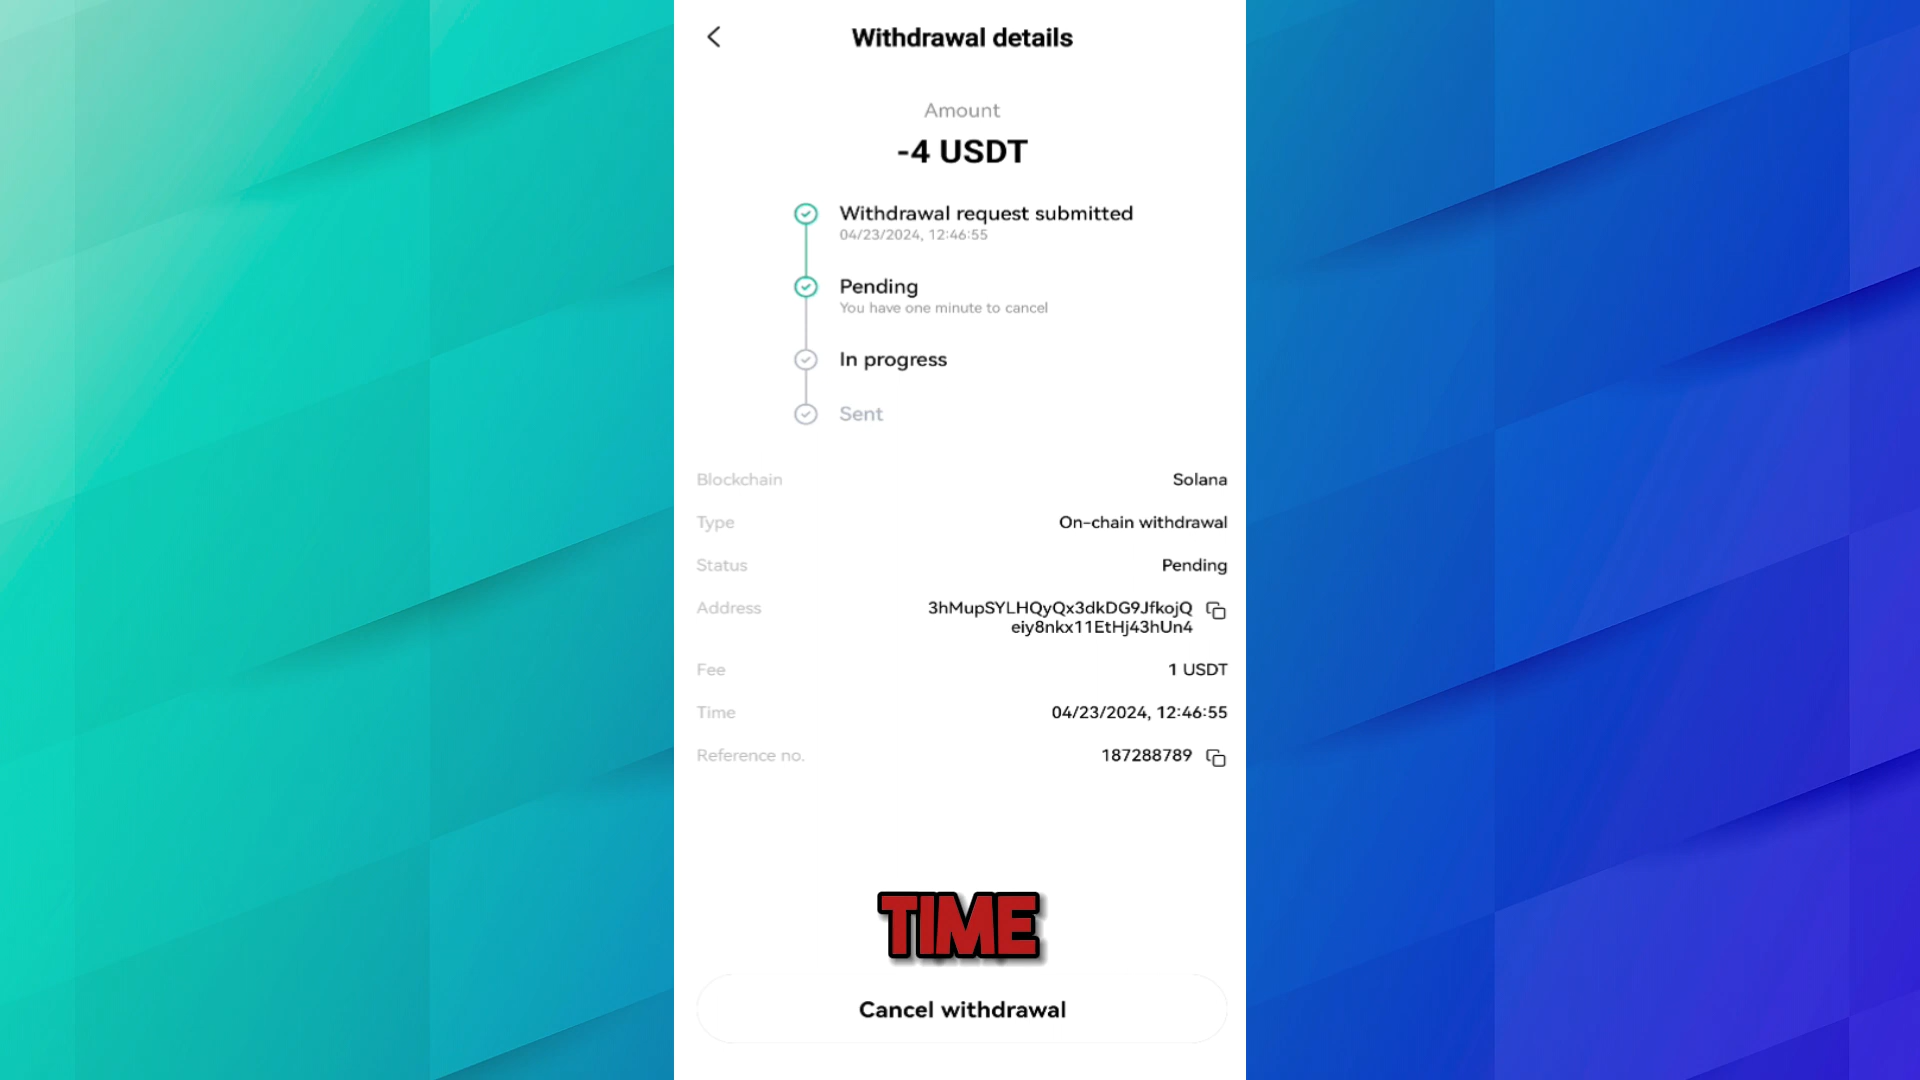 Withdrawal details
Amount
-4 USDT
Withdrawal request submitted
04/23/2024, 12:46:55
Pending
You have one minute to cancel
In progress
Sent
Blockchain Solana
Type On-chain withdrawal
Status Pending
Address 3hMupSYLHQyQx3dkDG9JfkojQ
eiy8nkx11EtHj43hUn4
Fee 1 USDT
Time 04/23/2024, 12:46:55
Reference no. 187288789
TIME
Cancel withdrawal